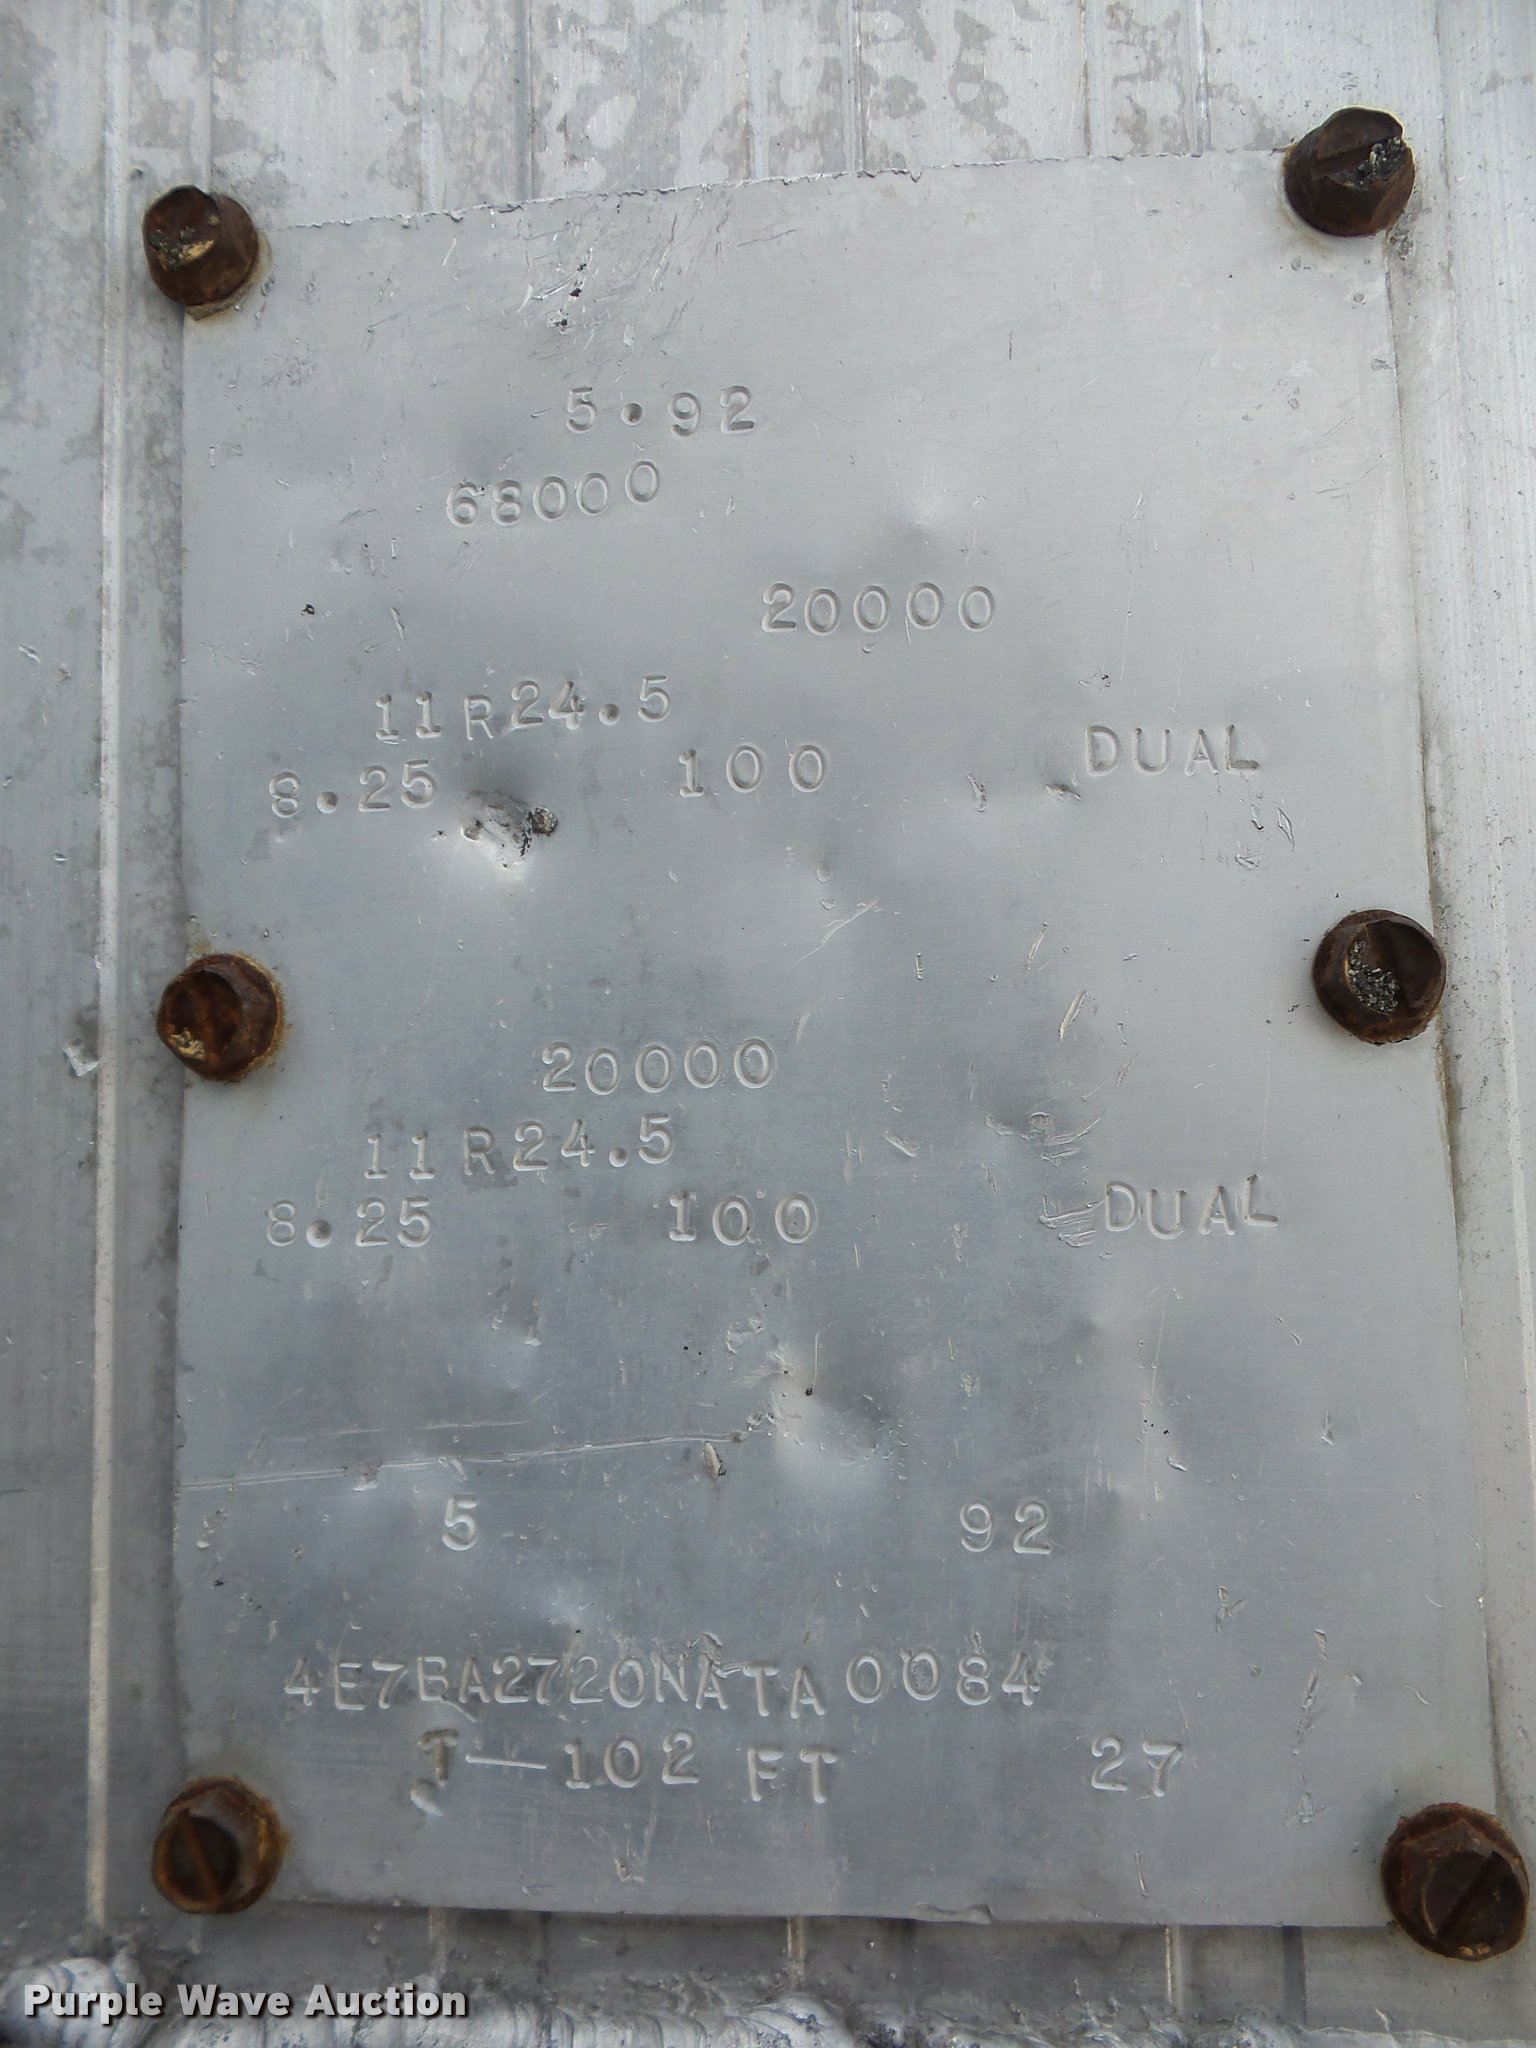 5.92
68000
20000
11R24.5
8.25 100 DUAL
20000
11R24.5
8.25 100 DUAL
5 92
4E7BA2720NATA0084
T-102 FT 27
Purple Wave Auction